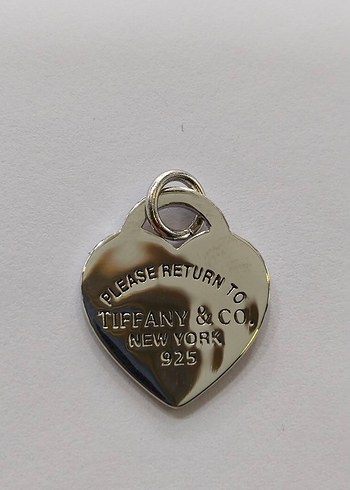 PLEASE RETURN TO
TIFFANY & CO.
NEW YORK
925